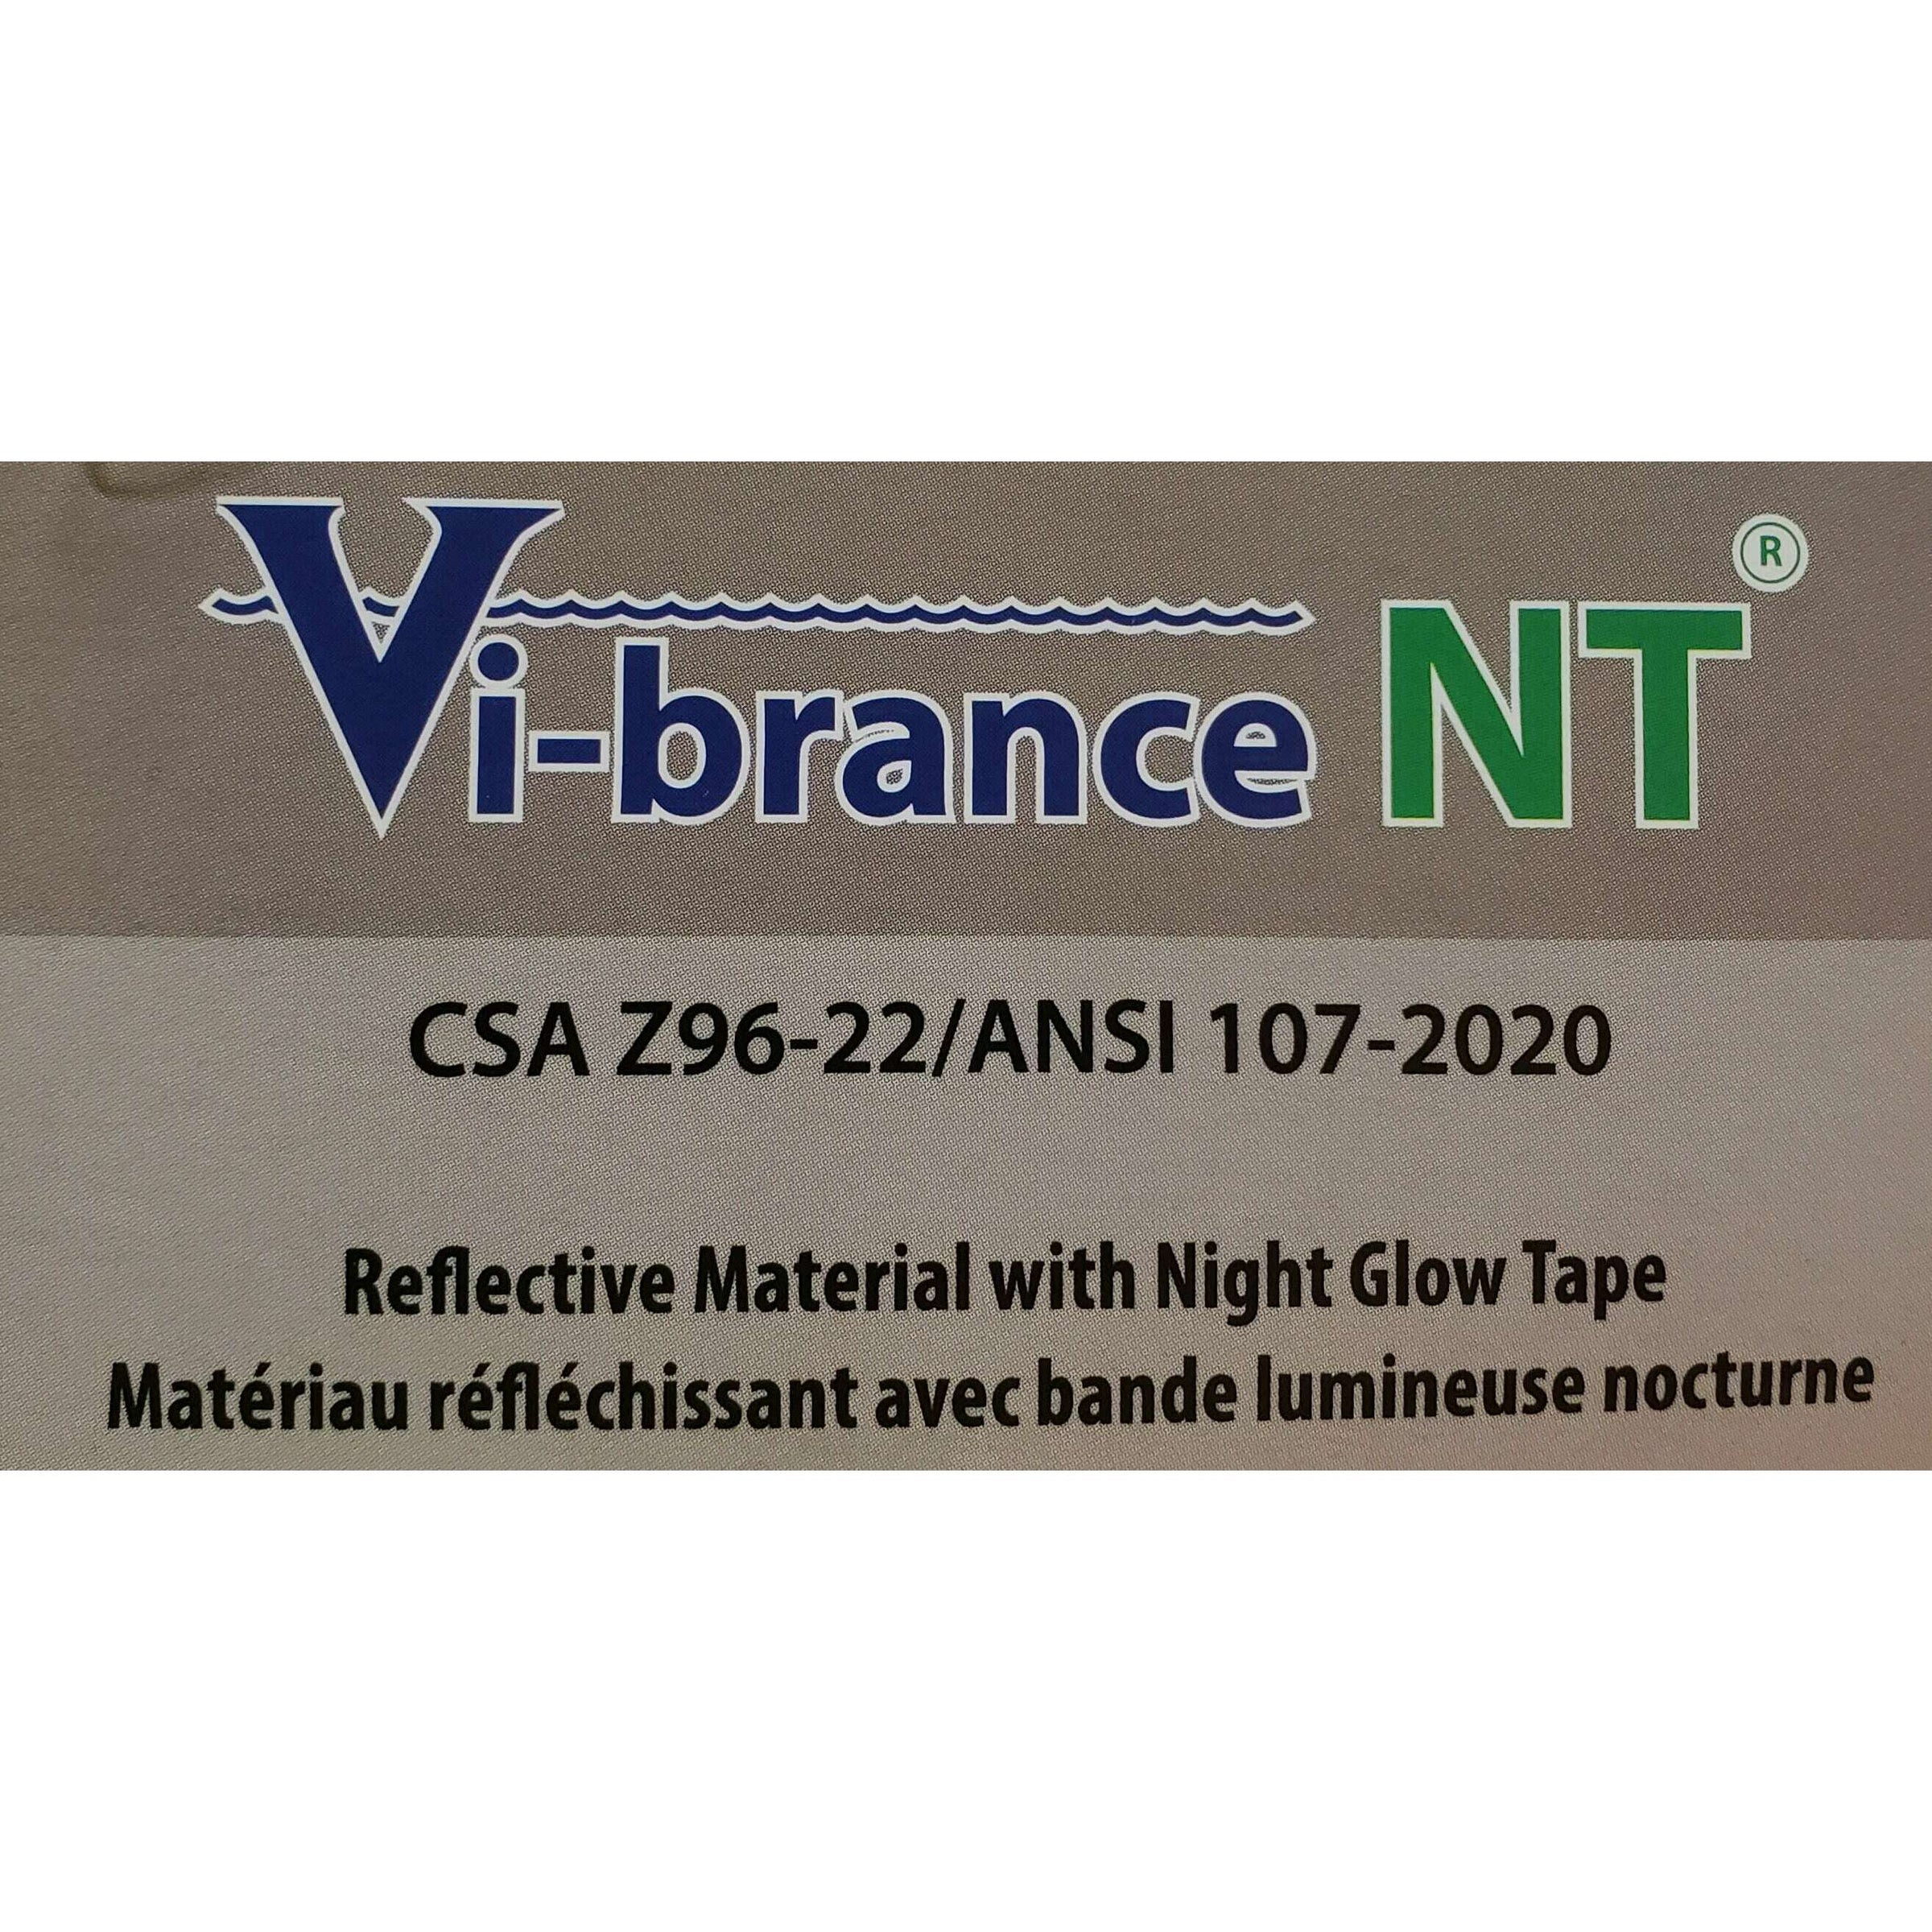 Vi-brance NT®
CSA Z96-22/ANSI 107-2020
Reflective Material with Night Glow Tape
Matériau réfléchissant avec bande lumineuse nocturne